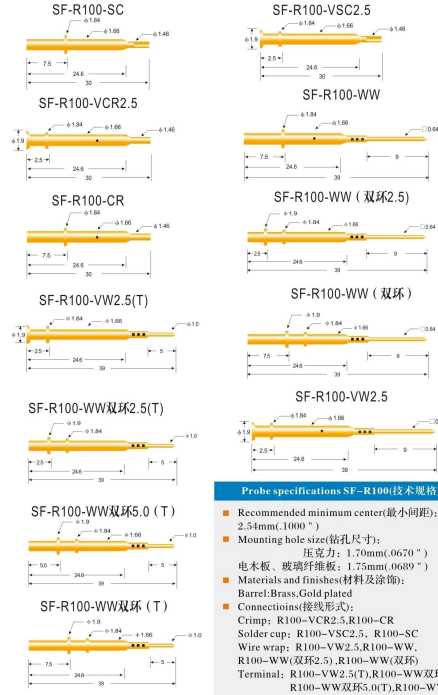 SF-R100-SC
φ1.84
φ1.66
φ1.46
7.5
24.6
30
SF-R100-VCR2.5
φ1.84
φ1.66
φ1.46
φ1.9
2.5
24.6
30
SF-R100-CR
φ1.84
φ1.66
φ1.46
7.5
24.6
30
SF-R100-VW2.5(T)
φ1.84
φ1.66
φ1.0
φ1.9
2.5
5
24.6
39
SF-R100-WW双环2.5(T)
φ1.9
φ1.84
φ1.0
2.5
5
24.6
39
SF-R100-WW双环5.0（T）
φ1.9
φ1.84
φ1.66
φ1.0
5.0
5
24.6
39
SF-R100-WW双环（T）
φ1.9
φ1.84
φ1.66
φ1.0
7.5
5
24.6
39
SF-R100-VSC2.5
φ1.84
φ1.66
φ1.46
φ1.9
2.5
24.6
30
SF-R100-WW
φ1.84
φ1.66
□0.64
7.5
24.6
9
39
SF-R100-WW（双环2.5)
φ1.9
φ1.84
φ1.66
□0.64
2.5
24.6
9
39
SF-R100-WW（双环）
φ1.9
φ1.84
φ1.66
□0.64
7.5
24.6
9
39
SF-R100-VW2.5
φ1.84
φ1.66
φ1.9
2.5
24.6
9
39
Probe specifications SF-R100(技术规格
Recommended minimum center(最小间距):
2.54mm(.1000")
Mounting hole size(钻孔尺寸):
压克力: 1.70mm(.0670")
电木板、玻璃纤维板: 1.75mm(.0689")
Materials and finishes(材料及涂饰):
Barrel:Brass,Gold plated
Connectioins(接线形式):
Crimp: R100-VCR2.5,R100-CR
Solder cup: R100-VSC2.5, R100-SC
Wire wrap: R100-VW2.5,R100-WW,
R100-WW(双环2.5),R100-WW(双环)
Terminal: R100-VW2.5(T),R100-WW双环
R100-WW双环5.0(T),R100-W